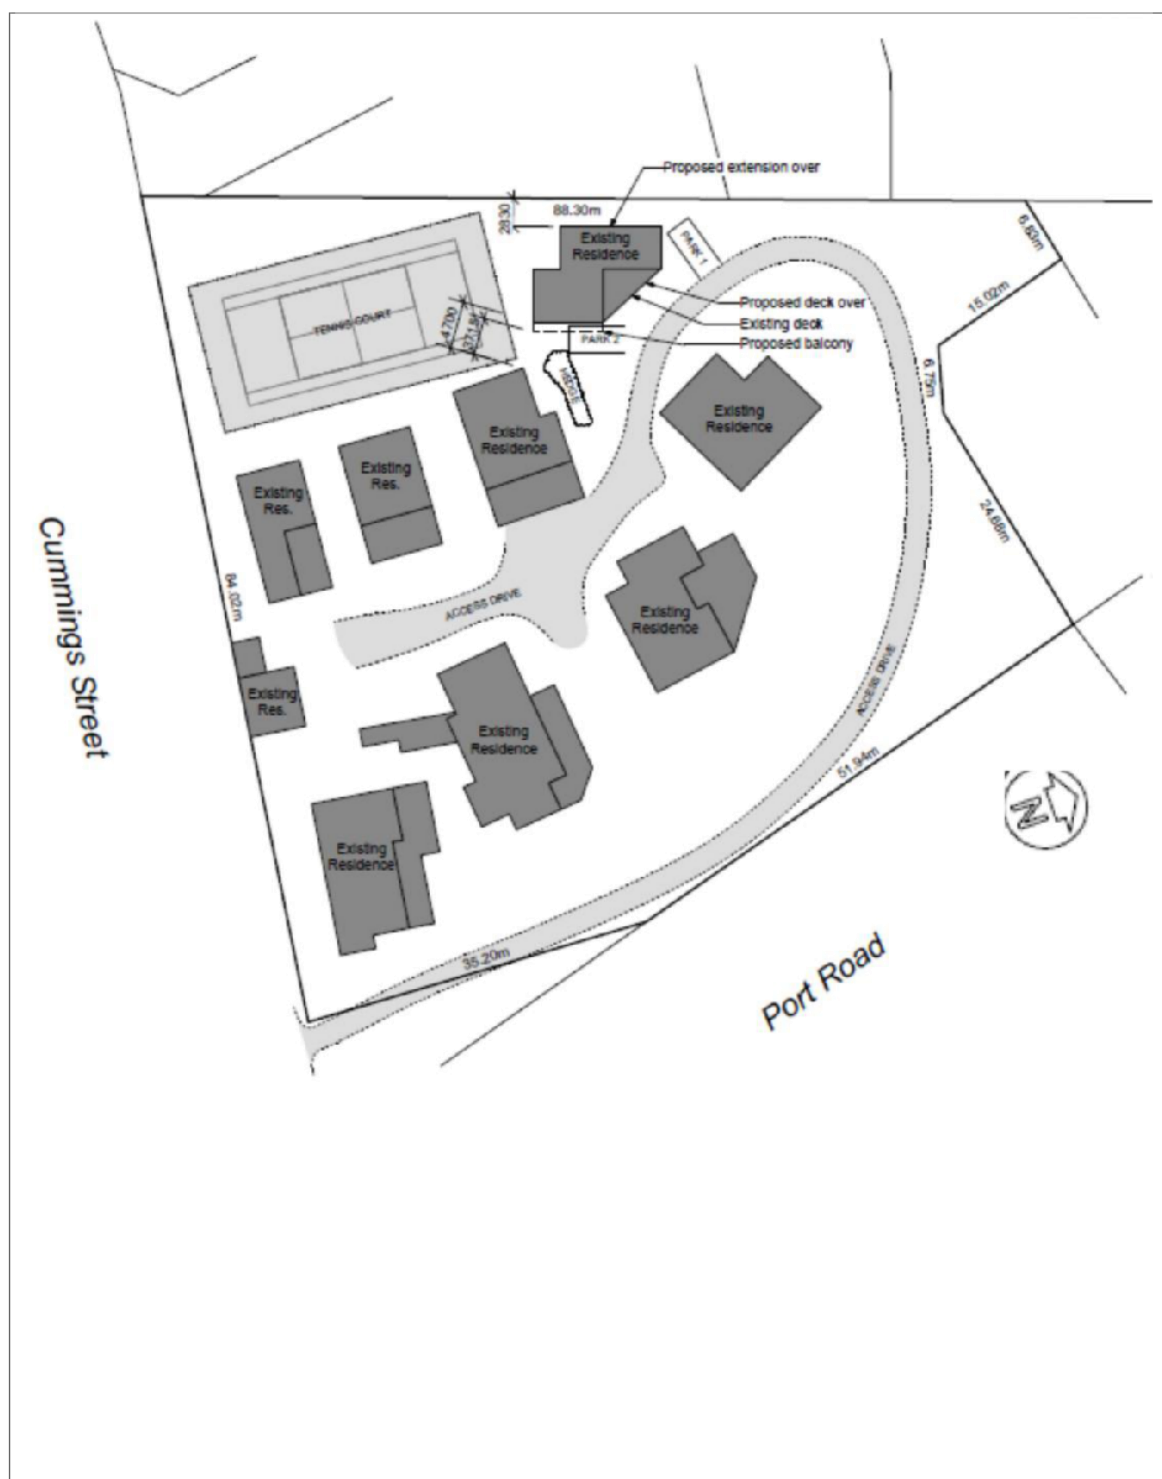 Proposed extension over
2830
88.30m
Existing
Residence
PARK 1
6.60m
15.02m
Proposed deck over
Existing deck
Proposed balcony
PARK 2
TENNIS COURT
4700
HEDGE
6.75m
Existing
Residence
Existing
Residence
Existing
Res.
Existing
Res.
24.68m
Cummings Street
84.02m
ACCESS DRIVE
Existing
Residence
ACCESS DRIVE
Existing
Res.
Existing
Residence
51.94m
N
Existing
Residence
35.20m
Port Road